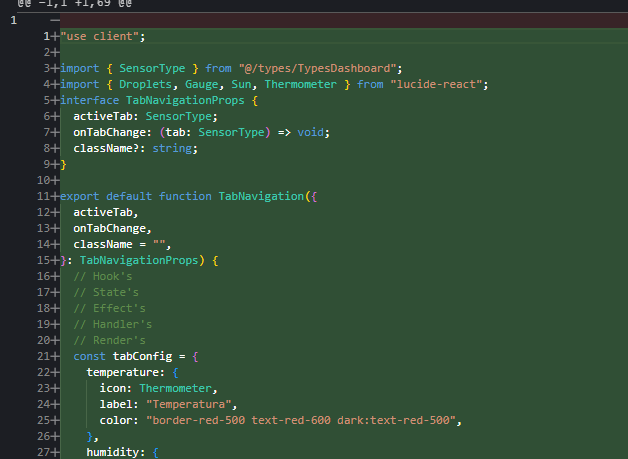 @@ -1,1 +1,69 @@
1 -
1+"use client";
2+
3+import { SensorType } from "@/types/TypesDashboard";
4+import { Droplets, Gauge, Sun, Thermometer } from "lucide-react";
5+interface TabNavigationProps {
6+  activeTab: SensorType;
7+  onTabChange: (tab: SensorType) => void;
8+  className?: string;
9+}
10+
11+export default function TabNavigation({
12+  activeTab,
13+  onTabChange,
14+  className = "",
15+}: TabNavigationProps) {
16+  // Hook's
17+  // State's
18+  // Effect's
19+  // Handler's
20+  // Render's
21+  const tabConfig = {
22+    temperature: {
23+      icon: Thermometer,
24+      label: "Temperatura",
25+      color: "border-red-500 text-red-600 dark:text-red-500",
26+    },
27+    humidity: {